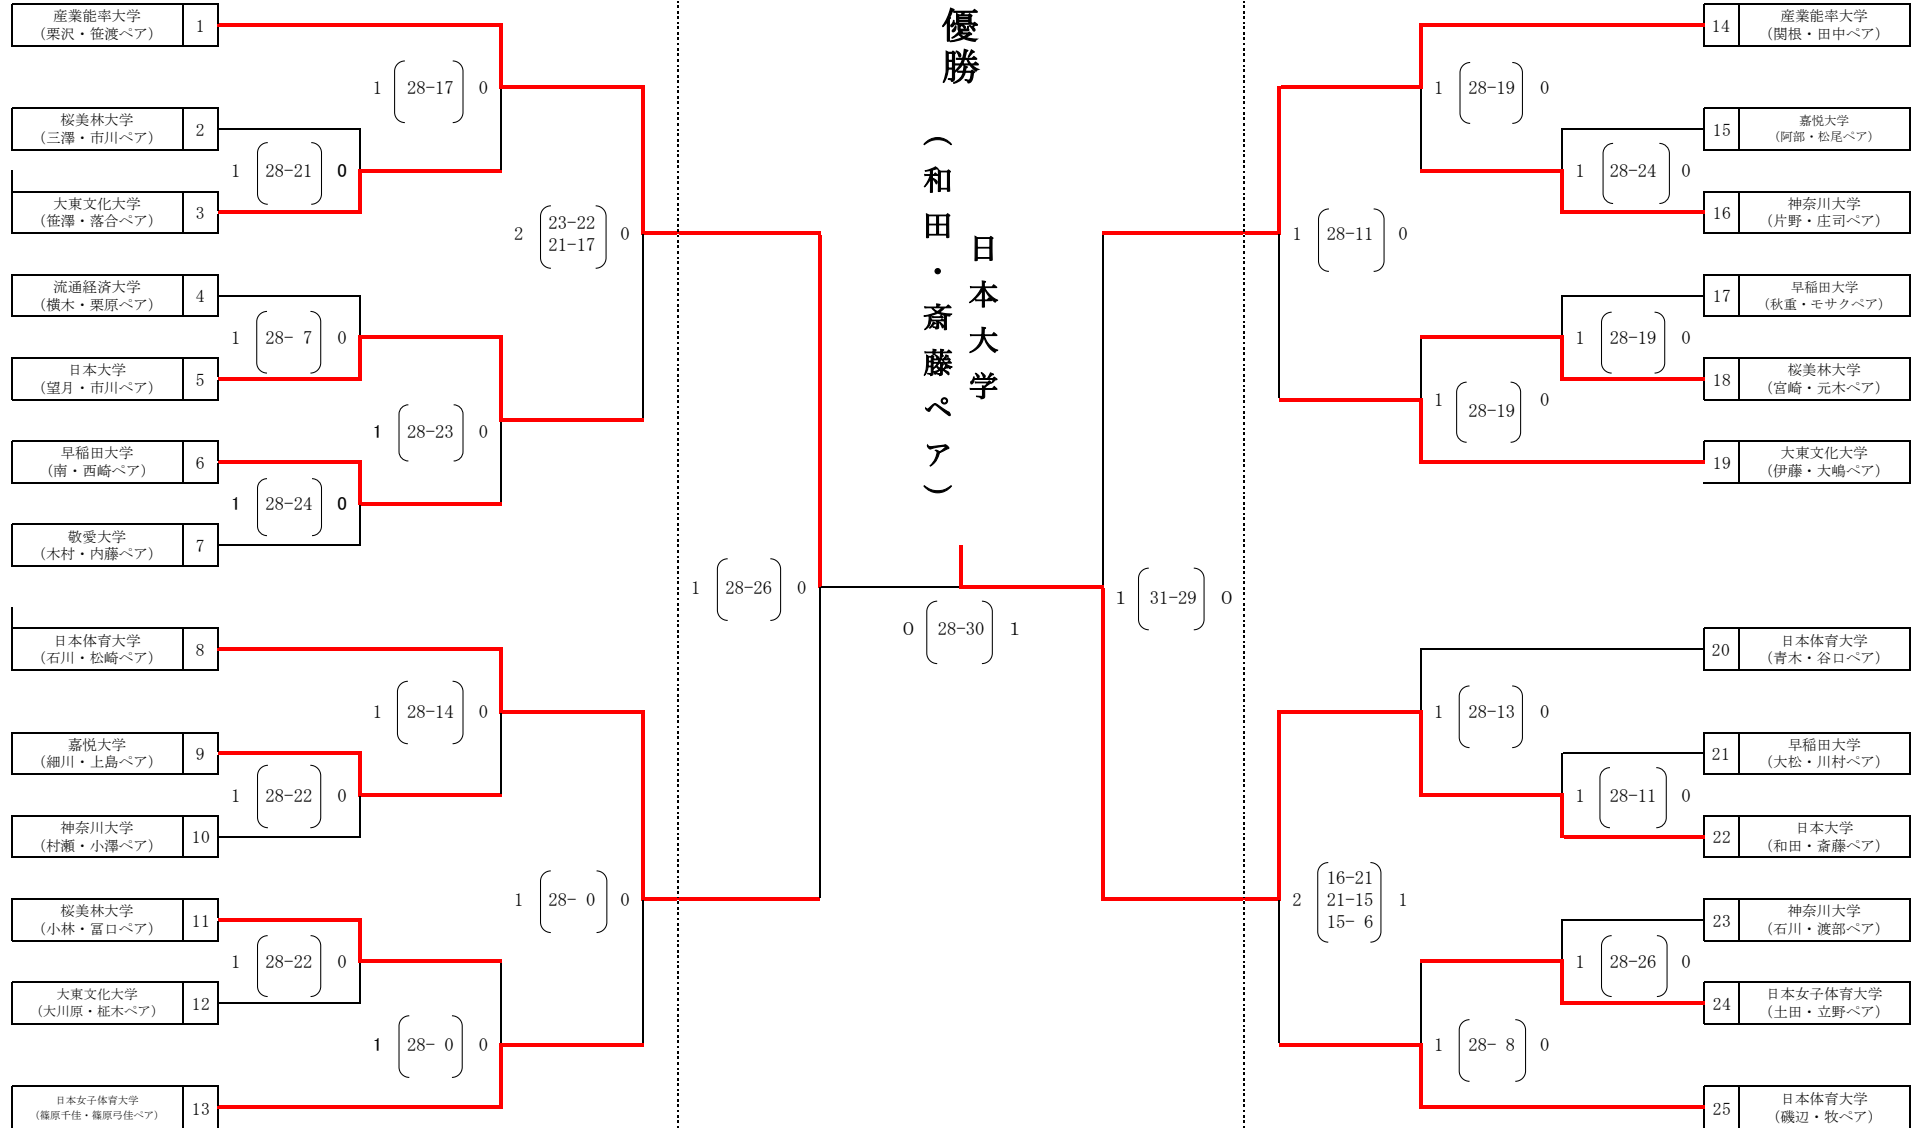 産業能率大学
（栗沢・笹渡ペア）
1
桜美林大学
（三澤・市川ペア）
2
大東文化大学
（笹澤・落合ペア）
3
流通経済大学
（横木・栗原ペア）
4
日本大学
（望月・市川ペア）
5
早稲田大学
（南・西崎ペア）
6
敬愛大学
（木村・内藤ペア）
7
日本体育大学
（石川・松崎ペア）
8
嘉悦大学
（細川・上島ペア）
9
神奈川大学
（村瀬・小澤ペア）
10
桜美林大学
（小林・冨口ペア）
11
大東文化大学
（大川原・柾木ペア）
12
日本女子体育大学
（篠原千佳・篠原弓佳ペア）
13
1 28-21 0
1 28- 7 0
1 28-24 0
1 28-22 0
1 28-22 0
1 28-17 0
1 28-23 0
1 28-14 0
1 28- 0 0
2 23-22 0
21-17
1 28- 0 0
1 28-26 0
優勝
日本大学
（和田・斎藤ペア）
0 28-30 1
1 31-29 0
1 28-11 0
2 16-21 1
21-15
15- 6
1 28-19 0
1 28-19 0
1 28-13 0
1 28- 8 0
1 28-24 0
1 28-19 0
1 28-11 0
1 28-26 0
14
産業能率大学
（関根・田中ペア）
15
嘉悦大学
（阿部・松尾ペア）
16
神奈川大学
（片野・庄司ペア）
17
早稲田大学
（秋重・モサクペア）
18
桜美林大学
（宮崎・元木ペア）
19
大東文化大学
（伊藤・大嶋ペア）
20
日本体育大学
（青木・谷口ペア）
21
早稲田大学
（大松・川村ペア）
22
日本大学
（和田・斎藤ペア）
23
神奈川大学
（石川・渡部ペア）
24
日本女子体育大学
（土田・立野ペア）
25
日本体育大学
（磯辺・牧ペア）